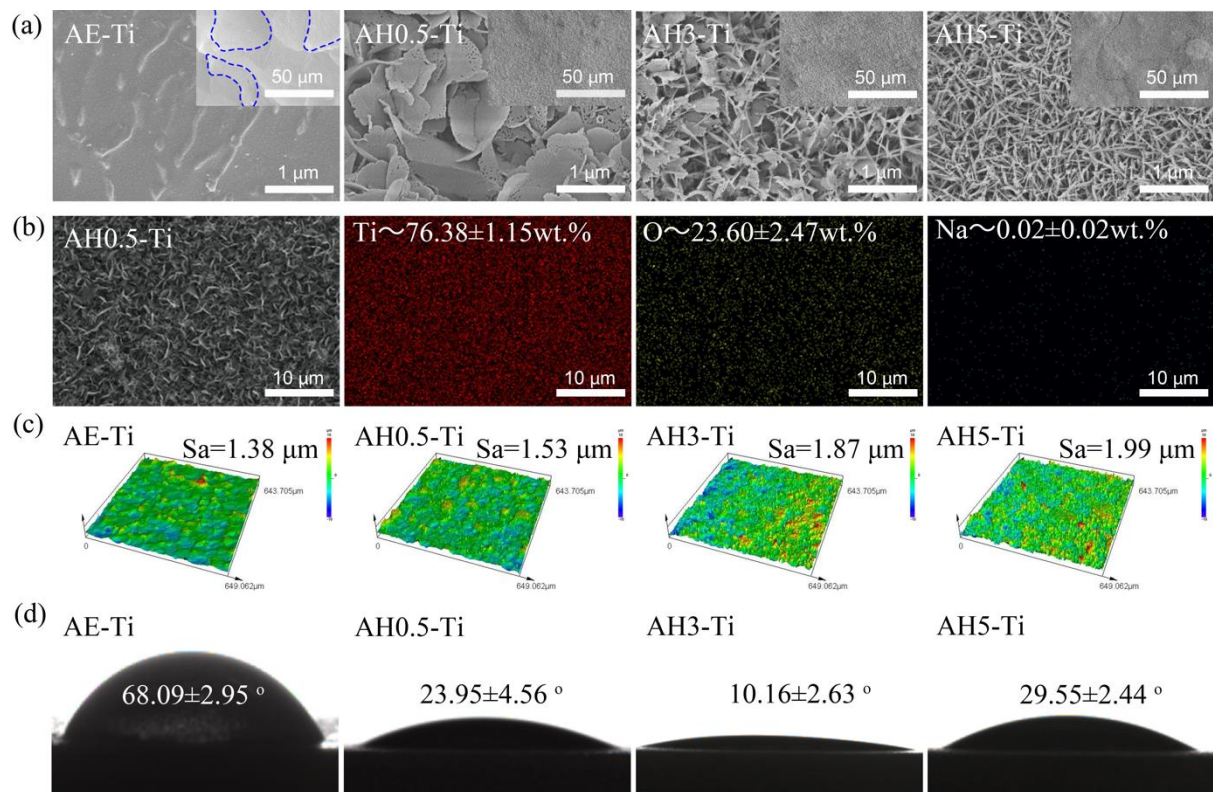 (a)
AE-Ti
50 μm
1 μm
AH0.5-Ti
50 μm
1 μm
AH3-Ti
50 μm
1 μm
AH5-Ti
50 μm
1 μm
(b)
AH0.5-Ti
10 μm
Ti～76.38±1.15wt.%
10 μm
O～23.60±2.47wt.%
10 μm
Na～0.02±0.02wt.%
10 μm
(c)
AE-Ti
Sa=1.38 μm
643.705μm
0
649.062μm
AH0.5-Ti
Sa=1.53 μm
643.705μm
0
649.062μm
AH3-Ti
Sa=1.87 μm
643.705μm
0
649.062μm
AH5-Ti
Sa=1.99 μm
643.705μm
0
649.062μm
(d)
AE-Ti
68.09±2.95 °
AH0.5-Ti
23.95±4.56 °
AH3-Ti
10.16±2.63 °
AH5-Ti
29.55±2.44 °